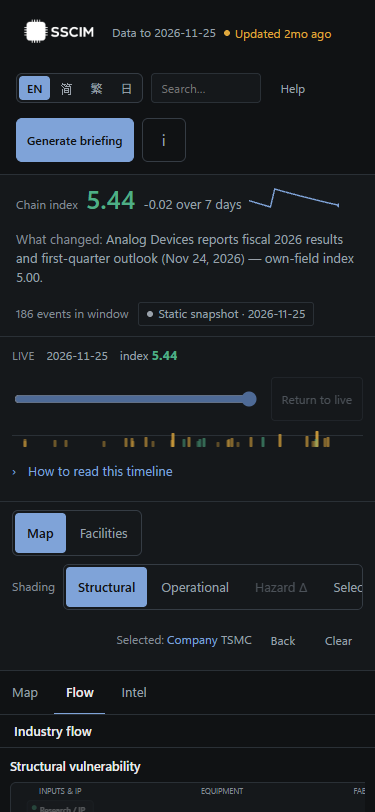 SSCIM
Data to 2026-11-25 ● Updated 2mo ago
EN 简 繁 日
Search...
Help
Generate briefing
i
Chain index 5.44 -0.02 over 7 days
What changed: Analog Devices reports fiscal 2026 results
and first-quarter outlook (Nov 24, 2026) — own-field index
5.00.
186 events in window
● Static snapshot · 2026-11-25
LIVE 2026-11-25 index 5.44
Return to live
› How to read this timeline
Map Facilities
Shading Structural Operational Hazard Δ Selec
Selected: Company TSMC Back Clear
Map Flow Intel
Industry flow
Structural vulnerability
INPUTS & IP EQUIPMENT FAB
Research / IP